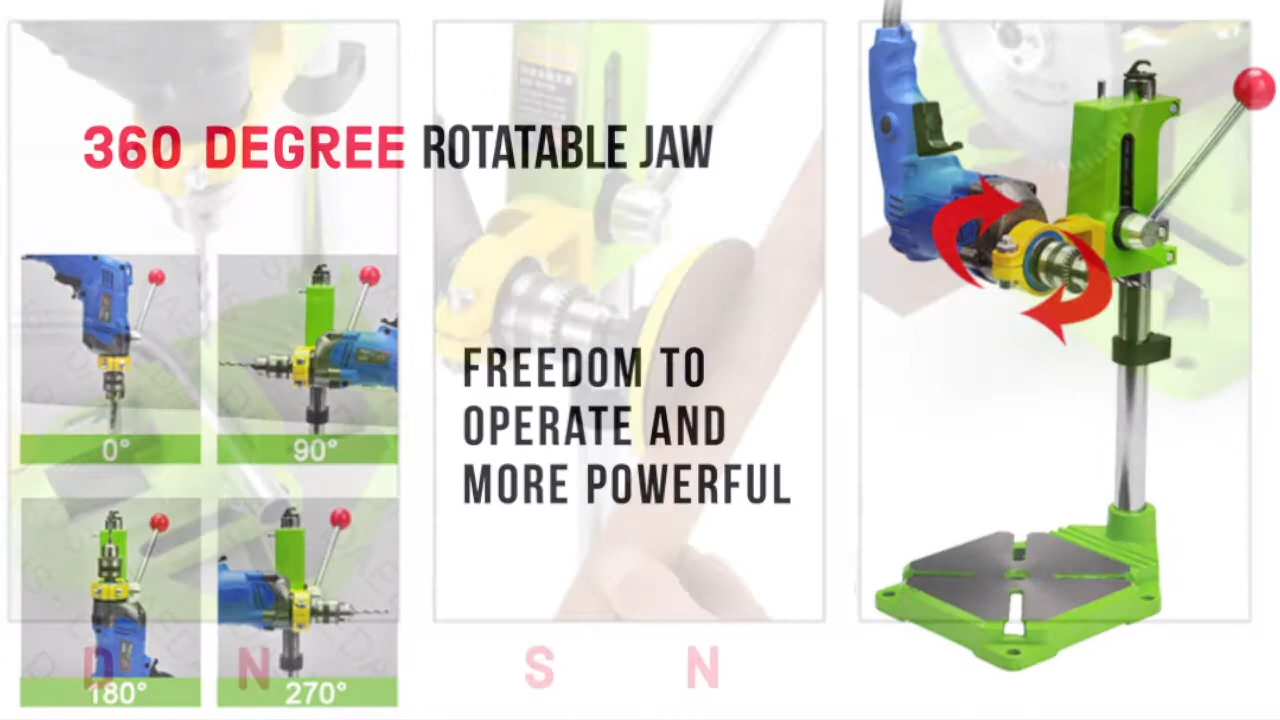 360 DEGREE ROTATABLE JAW
FREEDOM TO
OPERATE AND
MORE POWERFUL
0°
90°
180°
270°
D N S N